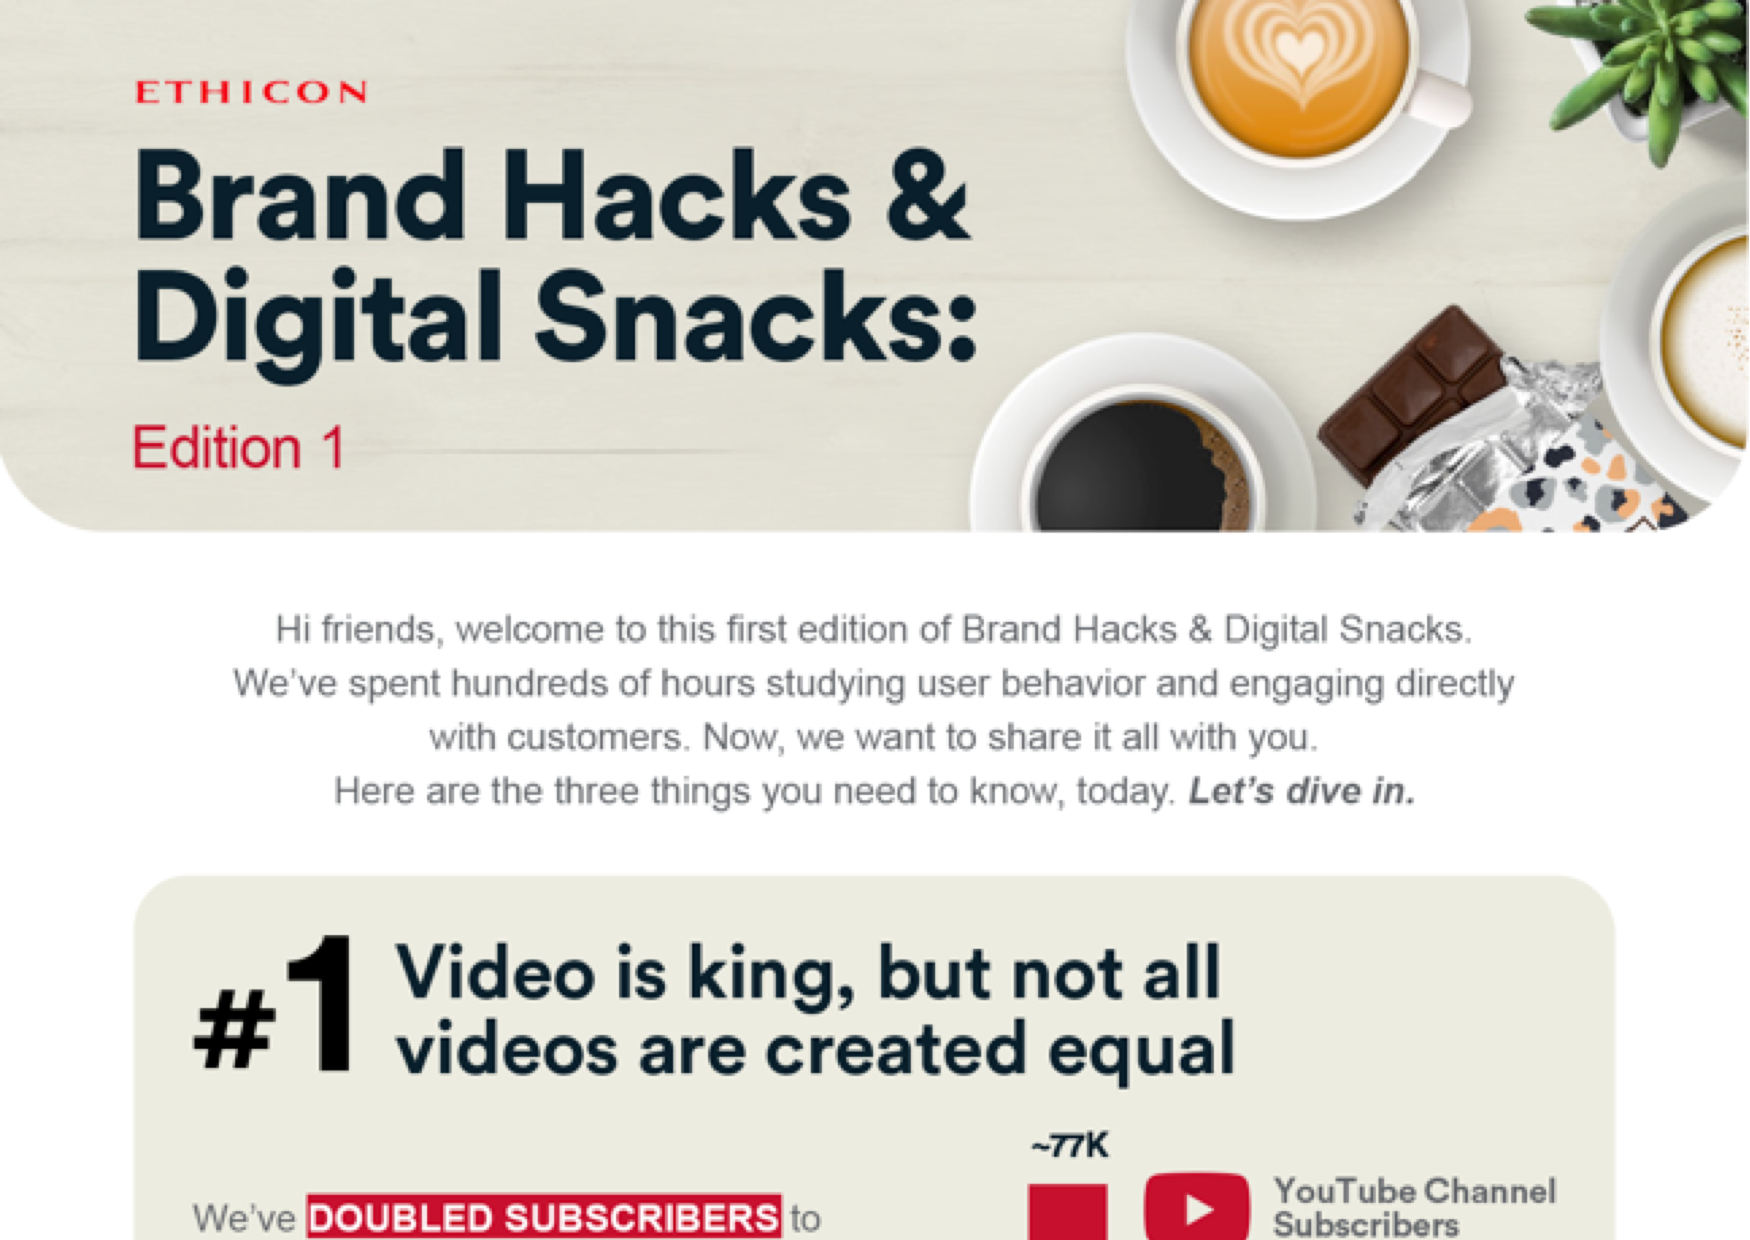 ETHICON
Brand Hacks &
Digital Snacks:
Edition 1
Hi friends, welcome to this first edition of Brand Hacks & Digital Snacks.
We've spent hundreds of hours studying user behavior and engaging directly
with customers. Now, we want to share it all with you.
Here are the three things you need to know, today. Let's dive in.
#1 Video is king, but not all
videos are created equal
~77K
We've DOUBLED SUBSCRIBERS to
YouTube Channel
Subscribers